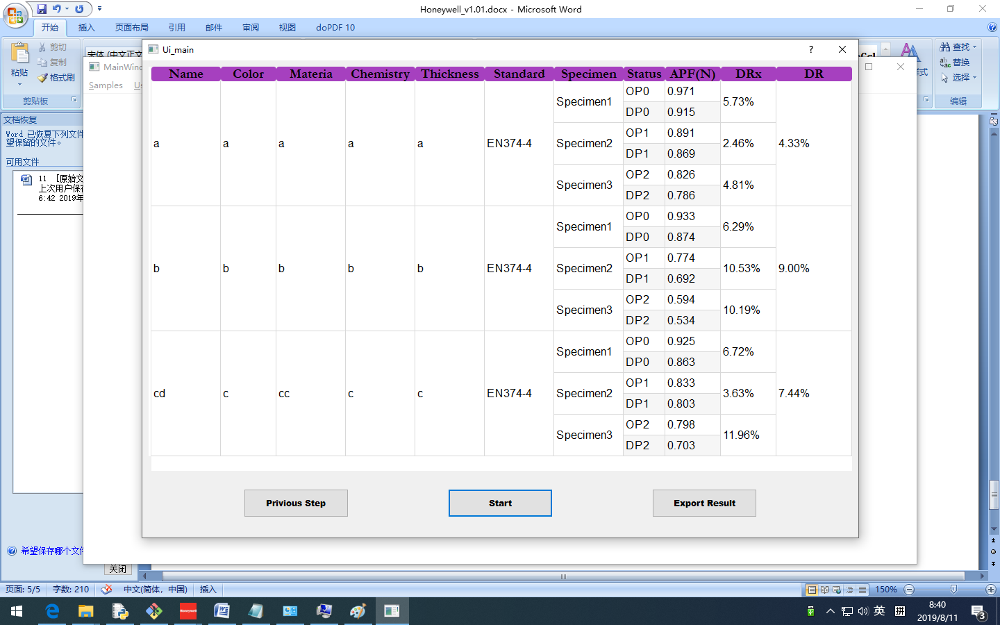 Honeywell_v1.01.docx - Microsoft Word
开始 插入 页面布局 引用 邮件 审阅 视图 doPDF 10
粘贴
剪切
复制
格式刷
剪贴板
宋体 (中文正文
查找
替换
选择
编辑
文档恢复
Word 已恢复下列文件
望保留的文件。
可用文件
11 [原始文
上次用户保存
6:42 2019年
希望保存哪个文件
关闭
MainWind
Samples
Ui_main
?
Name Color Materia Chemistry Thickness Standard Specimen Status APF(N) DRx DR
a a a a a EN374-4 Specimen1 OP0 0.971 5.73% 4.33%
DP0 0.915
Specimen2 OP1 0.891 2.46%
DP1 0.869
Specimen3 OP2 0.826 4.81%
DP2 0.786
b b b b b EN374-4 Specimen1 OP0 0.933 6.29% 9.00%
DP0 0.874
Specimen2 OP1 0.774 10.53%
DP1 0.692
Specimen3 OP2 0.594 10.19%
DP2 0.534
cd c cc c c EN374-4 Specimen1 OP0 0.925 6.72% 7.44%
DP0 0.863
Specimen2 OP1 0.833 3.63%
DP1 0.803
Specimen3 OP2 0.798 11.96%
DP2 0.703
Privious Step Start Export Result
页面: 5/5 字数: 210 中文(简体，中国) 插入 150%
Honeywell
英 拼
8:40
2019/8/11
3